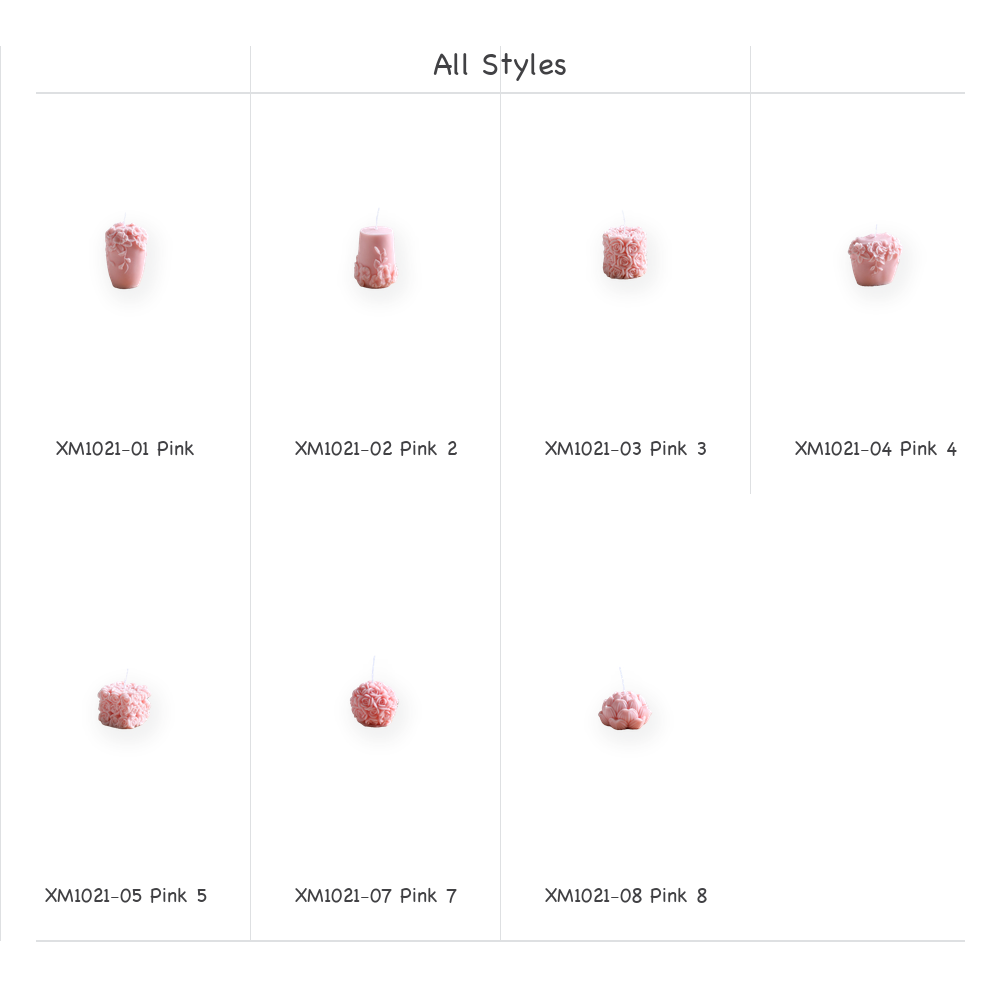 All Styles
XM1021-01 Pink
XM1021-02 Pink 2
XM1021-03 Pink 3
XM1021-04 Pink 4
XM1021-05 Pink 5
XM1021-07 Pink 7
XM1021-08 Pink 8